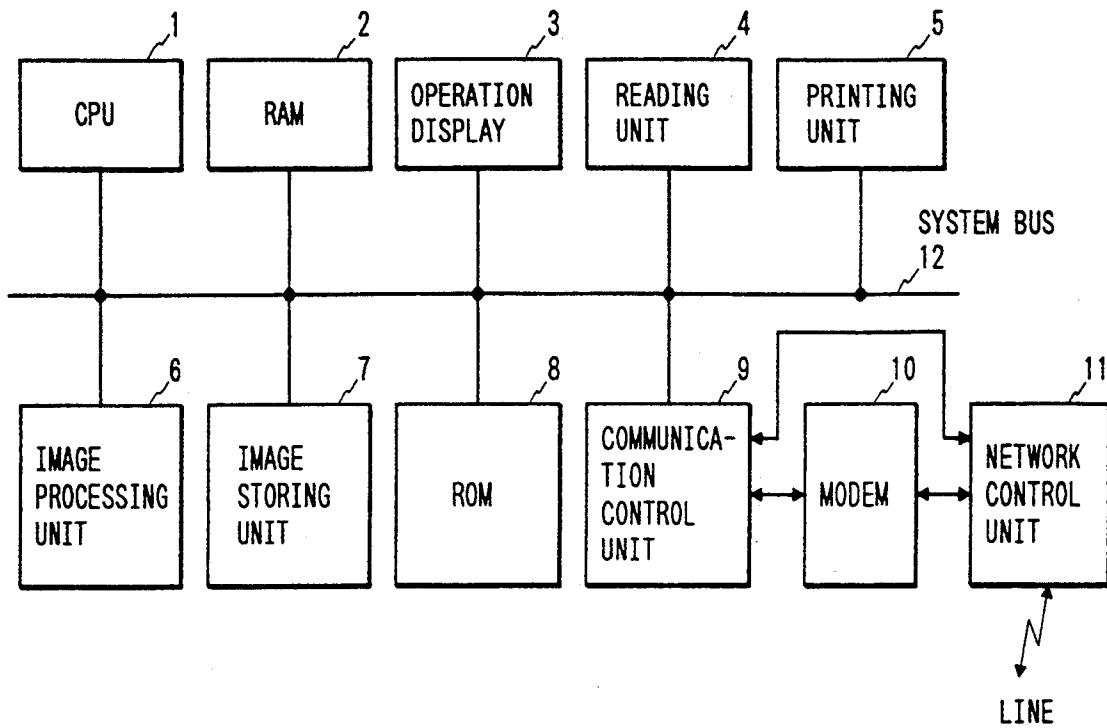 1
2
3
4
5
CPU
RAM
OPERATION
DISPLAY
READING
UNIT
PRINTING
UNIT
SYSTEM BUS
12
6
7
8
9
10
11
IMAGE
PROCESSING
UNIT
IMAGE
STORING
UNIT
ROM
COMMUNICA-
TION
CONTROL
UNIT
MODEM
NETWORK
CONTROL
UNIT
LINE